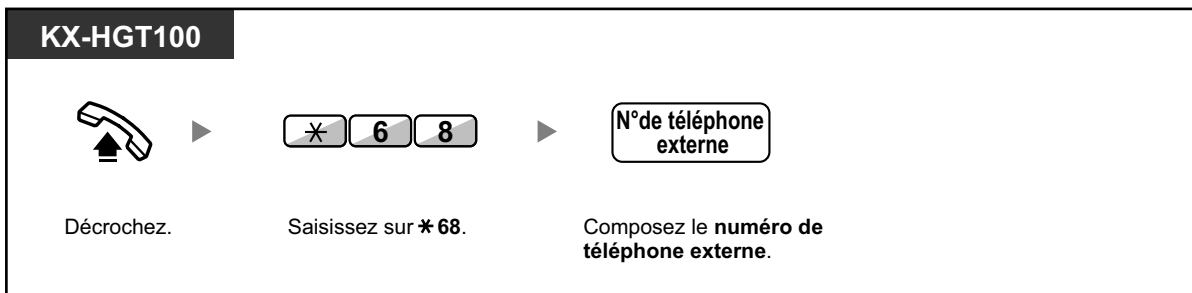 KX-HGT100
* 6 8
N°de téléphone
externe
Décrochez.
Saisissez sur * 68.
Composez le numéro de
téléphone externe.